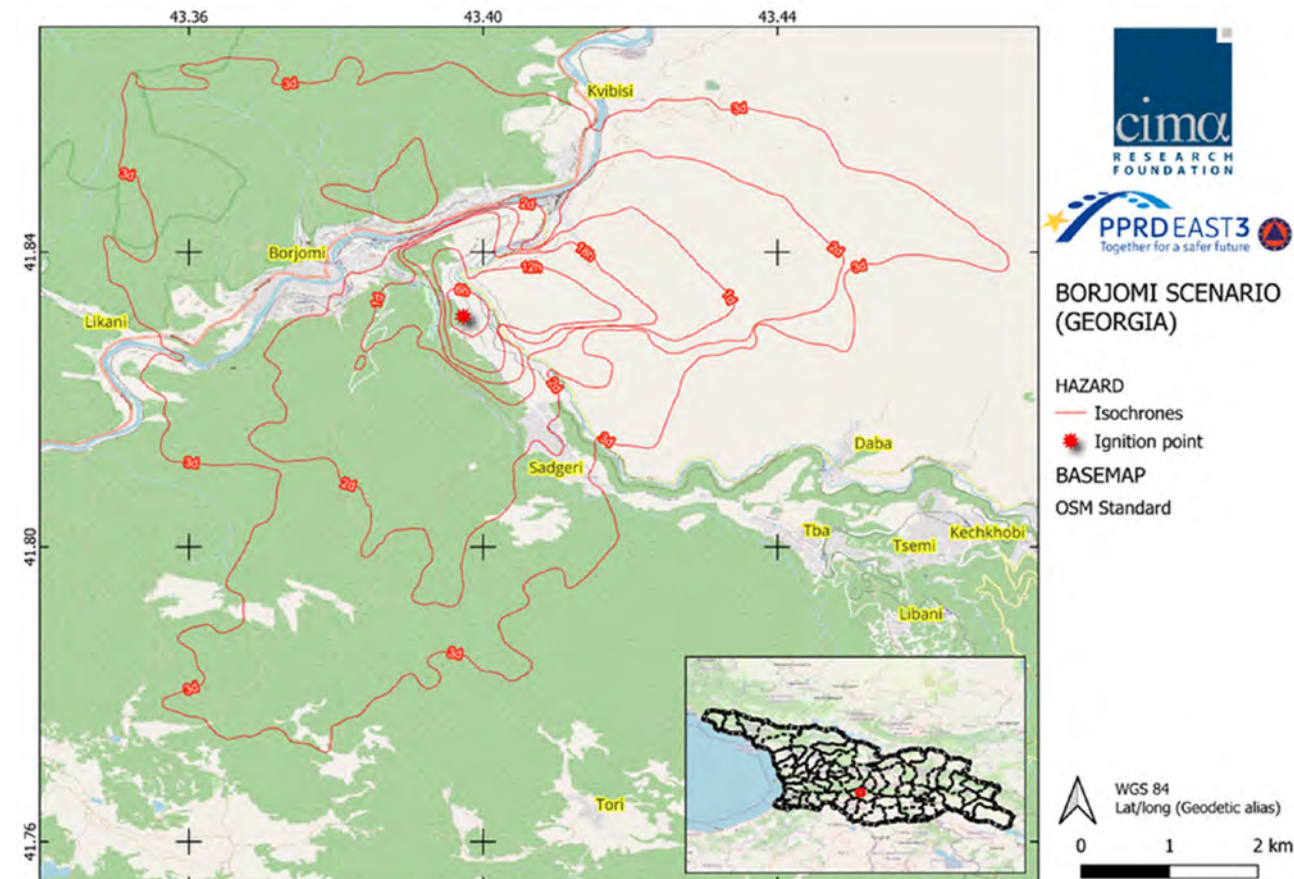 43.36 43.40 43.44
3d
Kvibisi
3d
3d
2d
41.84
Borjomi
18h
2d
3d
12h
6h
1d
1d
Likani
2d
3d
Daba
3d
Sadgeri
2d
Tba
Kechkhobi
Tsemi
41.80
Libani
3d
3d
Tori
41.76
cima
RESEARCH
FOUNDATION
PPRD EAST3
Together for a safer future
BORJOMI SCENARIO
(GEORGIA)
HAZARD
Isochrones
Ignition point
BASEMAP
OSM Standard
WGS 84
Lat/long (Geodetic alias)
0 1 2 km